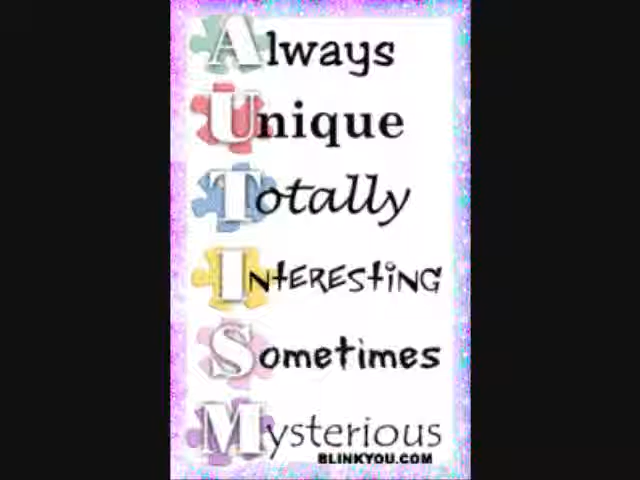 Always
Unique
Totally
Interesting
Sometimes
Mysterious
BLINKYOU.COM